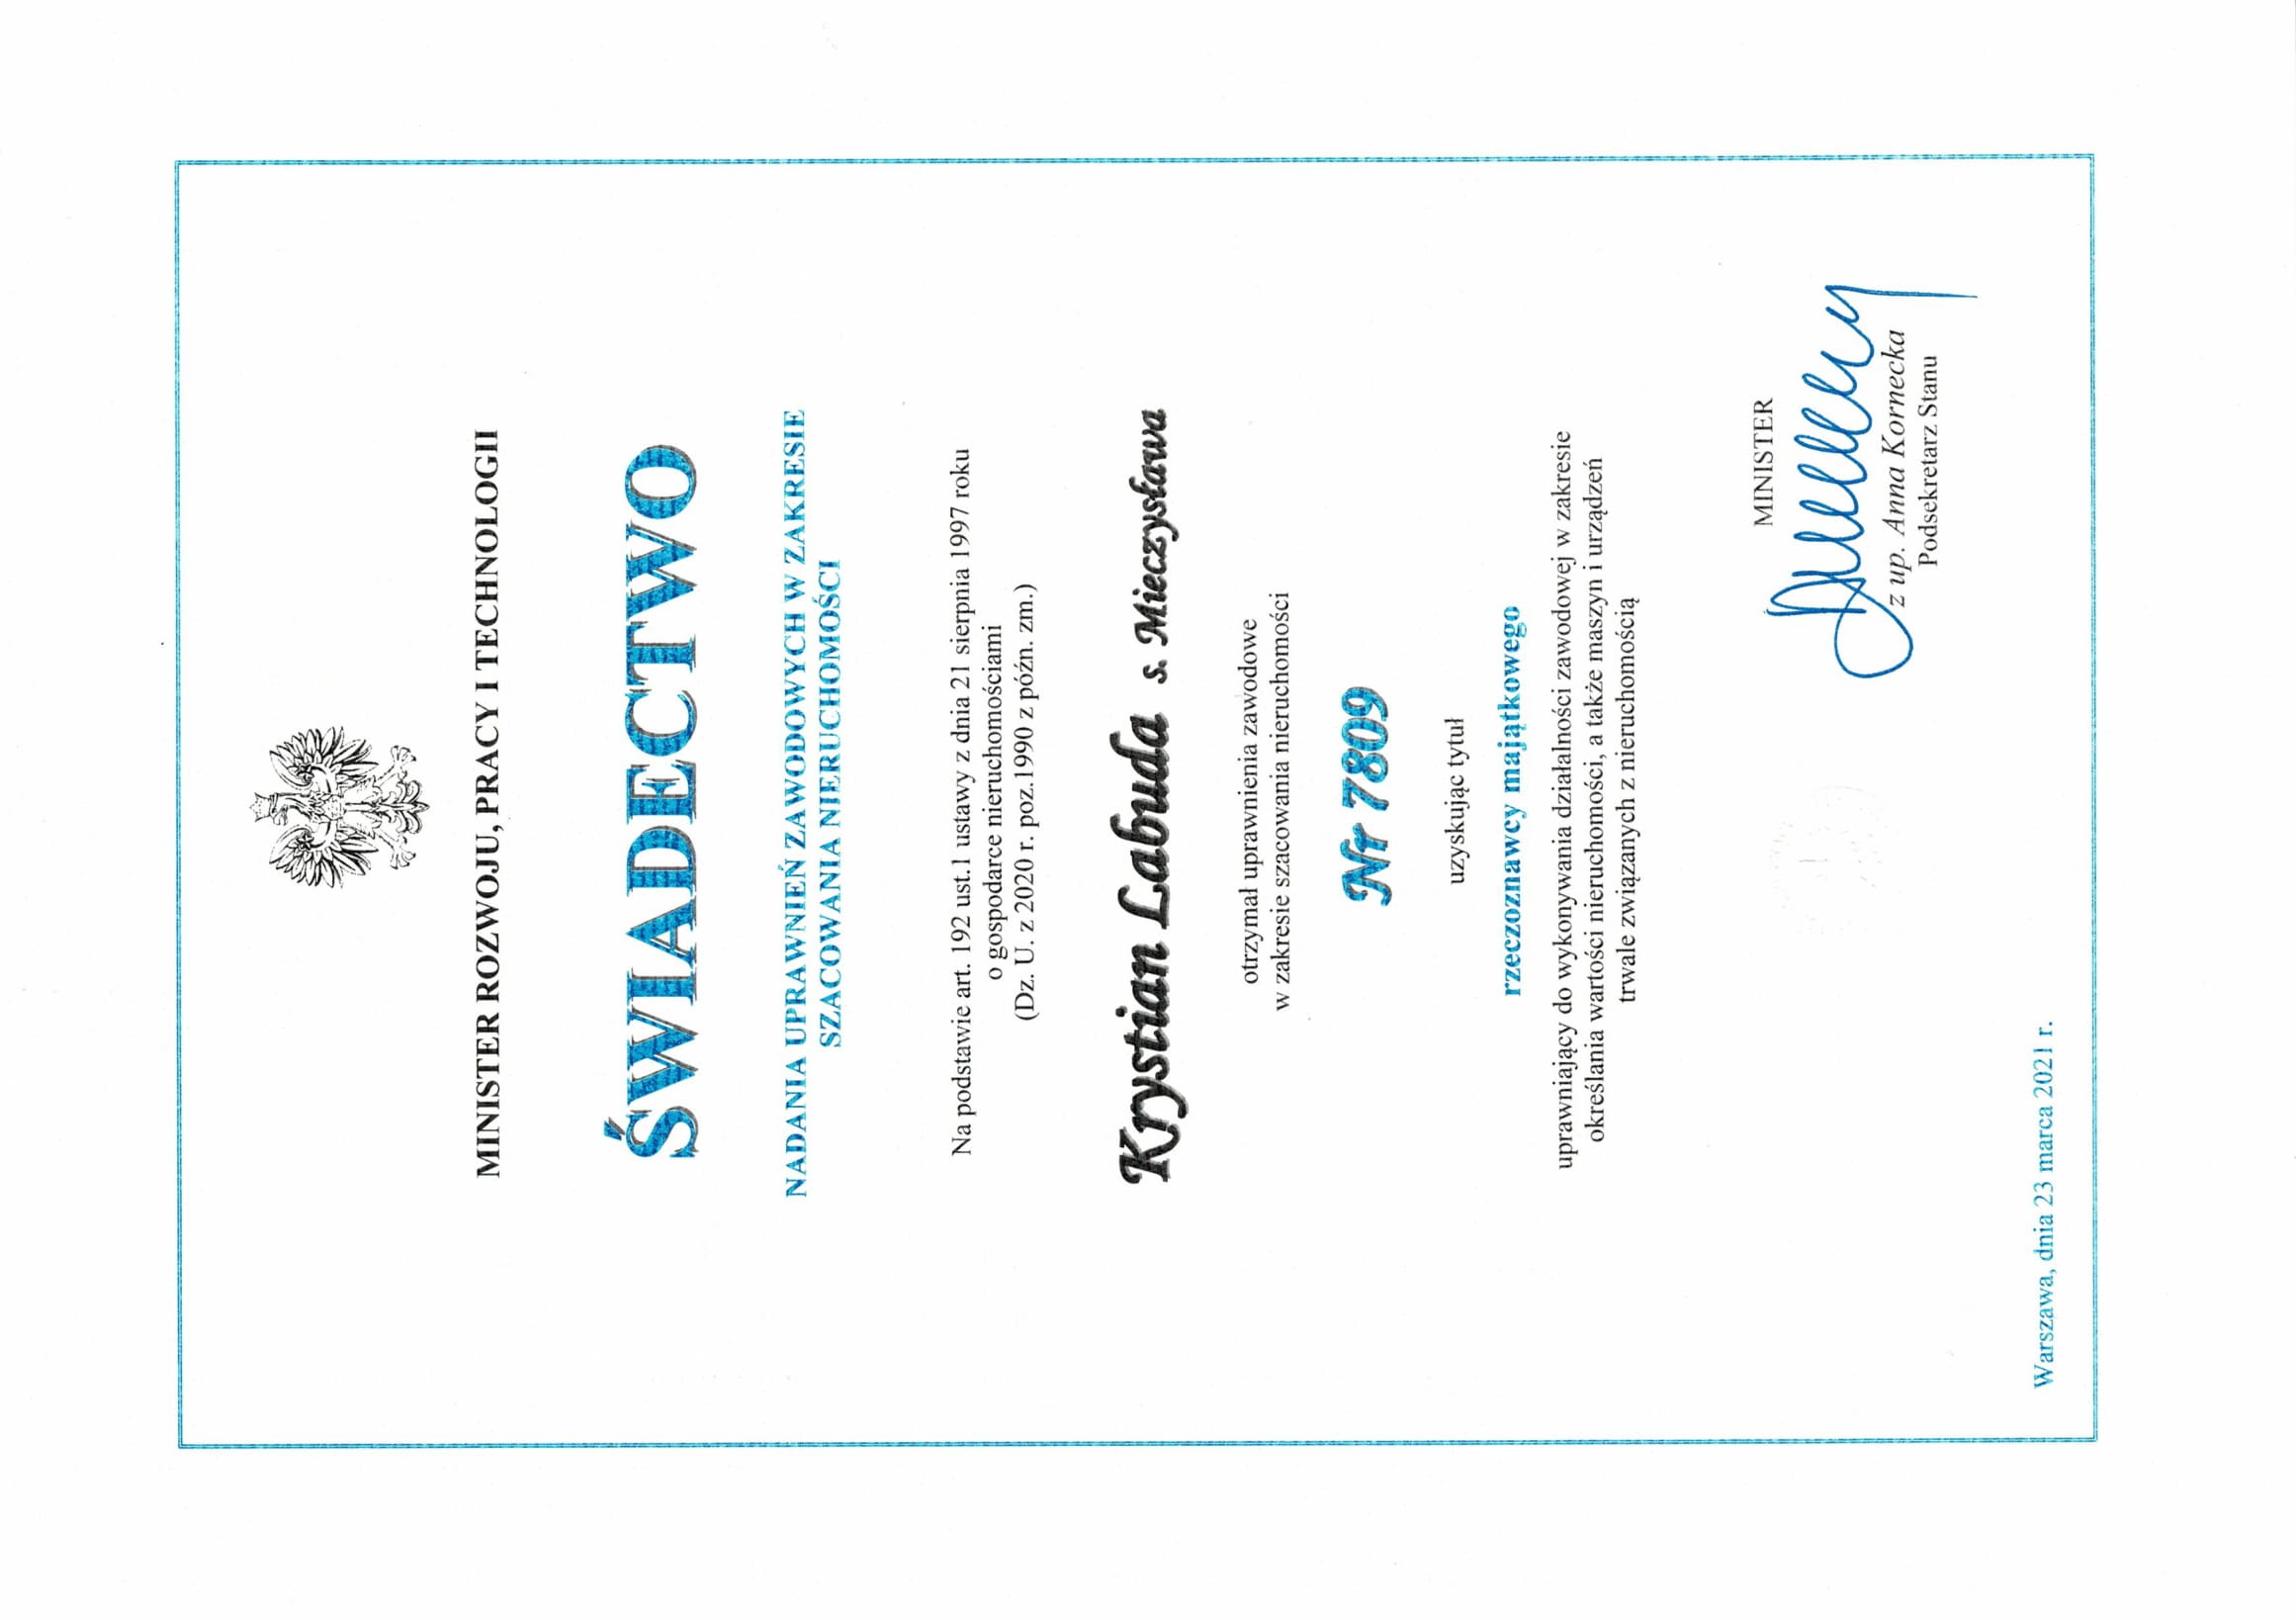 MINISTER ROZWOJU, PRACY I TECHNOLOGII
ŚWIADECTWO
NADANIA UPRAWNIEŃ ZAWODOWYCH W ZAKRESIE
SZACOWANIA NIERUCHOMOŚCI
Na podstawie art. 192 ust.1 ustawy z dnia 21 sierpnia 1997 roku
o gospodarce nieruchomościami
(Dz. U. z 2020 r. poz.1990 z późn. zm.)
Krystian Labuda s. Mieczysława
otrzymał uprawnienia zawodowe
w zakresie szacowania nieruchomości
Nr 7809
uzyskując tytuł
rzeczoznawcy majątkowego
uprawniający do wykonywania działalności zawodowej w zakresie
określania wartości nieruchomości, a także maszyn i urządzeń
trwale związanych z nieruchomością
MINISTER
z up. Anna Kornecka
Podsekretarz Stanu
Warszawa, dnia 23 marca 2021 r.